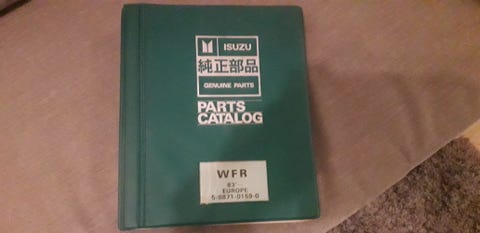 ISUZU
純正部品
GENUINE PARTS
PARTS
CATALOG
WFR
83'
EUROPE
5-8871-0159-0